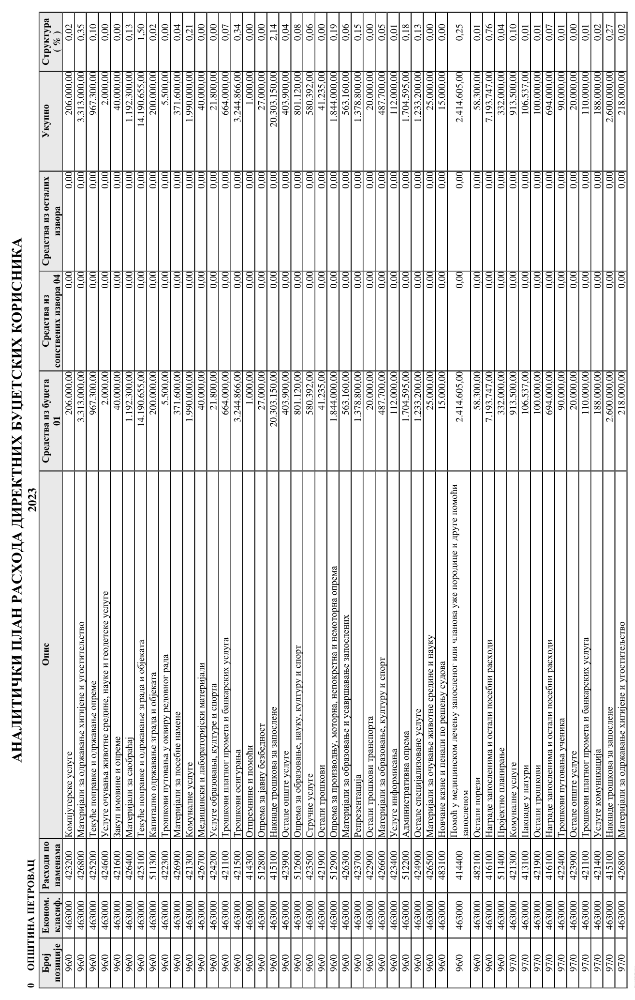 АНАЛИТИЧКИ ПЛАН РАСХОДА ДИРЕКТНИХ БУЏЕТСКИХ КОРИСНИКА
2023
0 ОПШТИНА ПЕТРОВАЦ
Број позиције Економ. класиф. Расходи по наменама Опис Средства из буџета 01 Средства из сопствених извора 04 Средства из осталих извора Укупно Структура ( % )
96/0 463000 423200 Компјутерске услуге 206.000,00 0,00 0,00 206.000,00 0,02
96/0 463000 426800 Материјали за одржавање хигијене и угоститељство 3.313.000,00 0,00 0,00 3.313.000,00 0,35
96/0 463000 425200 Текуће поправке и одржавање опреме 967.300,00 0,00 0,00 967.300,00 0,10
96/0 463000 424600 Услуге очувања животне средине, науке и геодетске услуге 2.000,00 0,00 0,00 2.000,00 0,00
96/0 463000 421600 Закуп имовине и опреме 40.000,00 0,00 0,00 40.000,00 0,00
96/0 463000 426400 Материјали за саобраћај 1.192.300,00 0,00 0,00 1.192.300,00 0,13
96/0 463000 425100 Текуће поправке и одржавање зграда и објеката 14.190.655,00 0,00 0,00 14.190.655,00 1,50
96/0 463000 511300 Капитално одржавање зграда и објеката 200.000,00 0,00 0,00 200.000,00 0,02
96/0 463000 422300 Трошкови путовања у оквиру редовног рада 5.500,00 0,00 0,00 5.500,00 0,00
96/0 463000 426900 Материјали за посебне намене 371.600,00 0,00 0,00 371.600,00 0,04
96/0 463000 421300 Комуналне услуге 1.990.000,00 0,00 0,00 1.990.000,00 0,21
96/0 463000 426700 Медицински и лабораторијски материјали 40.000,00 0,00 0,00 40.000,00 0,00
96/0 463000 424200 Услуге образовања, културе и спорта 21.800,00 0,00 0,00 21.800,00 0,00
96/0 463000 421100 Трошкови платног промета и банкарских услуга 664.000,00 0,00 0,00 664.000,00 0,07
96/0 463000 421500 Трошкови осигурања 3.244.866,00 0,00 0,00 3.244.866,00 0,34
96/0 463000 414300 Отпремнине и помоћи 1.000,00 0,00 0,00 1.000,00 0,00
96/0 463000 512800 Опрема за јавну безбедност 27.000,00 0,00 0,00 27.000,00 0,00
96/0 463000 415100 Накнаде трошкова за запослене 20.303.150,00 0,00 0,00 20.303.150,00 2,14
96/0 463000 423900 Остале опште услуге 403.900,00 0,00 0,00 403.900,00 0,04
96/0 463000 512600 Опрема за образовање, науку, културу и спорт 801.120,00 0,00 0,00 801.120,00 0,08
96/0 463000 423500 Стручне услуге 580.392,00 0,00 0,00 580.392,00 0,06
96/0 463000 421900 Остали трошкови 41.235,00 0,00 0,00 41.235,00 0,00
96/0 463000 512900 Опрема за производњу, моторна, непокретна и немоторна опрема 1.844.000,00 0,00 0,00 1.844.000,00 0,19
96/0 463000 426300 Материјали за образовање и усавршавање запослених 563.160,00 0,00 0,00 563.160,00 0,06
96/0 463000 423700 Репрезентација 1.378.800,00 0,00 0,00 1.378.800,00 0,15
96/0 463000 422900 Остали трошкови транспорта 20.000,00 0,00 0,00 20.000,00 0,00
96/0 463000 426600 Материјали за образовање, културу и спорт 487.700,00 0,00 0,00 487.700,00 0,05
96/0 463000 423400 Услуге информисања 112.000,00 0,00 0,00 112.000,00 0,01
96/0 463000 512200 Административна опрема 1.704.595,00 0,00 0,00 1.704.595,00 0,18
96/0 463000 424900 Остале специјализоване услуге 1.233.200,00 0,00 0,00 1.233.200,00 0,13
96/0 463000 426500 Материјали за очување животне средине и науку 25.000,00 0,00 0,00 25.000,00 0,00
96/0 463000 483100 Новчане казне и пенали по решењу судова 15.000,00 0,00 0,00 15.000,00 0,00
96/0 463000 414400 Помоћ у медицинском лечењу запосленог или чланова уже породице и друге помоћи
запосленом 2.414.605,00 0,00 0,00 2.414.605,00 0,25
96/0 463000 482100 Остали порези 58.300,00 0,00 0,00 58.300,00 0,01
96/0 463000 416100 Награде запосленима и остали посебни расходи 7.193.747,00 0,00 0,00 7.193.747,00 0,76
96/0 463000 511400 Пројектно планирање 332.000,00 0,00 0,00 332.000,00 0,04
97/0 463000 421300 Комуналне услуге 913.500,00 0,00 0,00 913.500,00 0,10
97/0 463000 413100 Накнаде у натури 106.537,00 0,00 0,00 106.537,00 0,01
97/0 463000 421900 Остали трошкови 100.000,00 0,00 0,00 100.000,00 0,01
97/0 463000 416100 Награде запосленима и остали посебни расходи 694.000,00 0,00 0,00 694.000,00 0,07
97/0 463000 422400 Трошкови путовања ученика 90.000,00 0,00 0,00 90.000,00 0,01
97/0 463000 423900 Остале опште услуге 20.000,00 0,00 0,00 20.000,00 0,00
97/0 463000 421100 Трошкови платног промета и банкарских услуга 110.000,00 0,00 0,00 110.000,00 0,01
97/0 463000 421400 Услуге комуникација 188.000,00 0,00 0,00 188.000,00 0,02
97/0 463000 415100 Накнаде трошкова за запослене 2.600.000,00 0,00 0,00 2.600.000,00 0,27
97/0 463000 426800 Материјали за одржавање хигијене и угоститељство 218.000,00 0,00 0,00 218.000,00 0,02